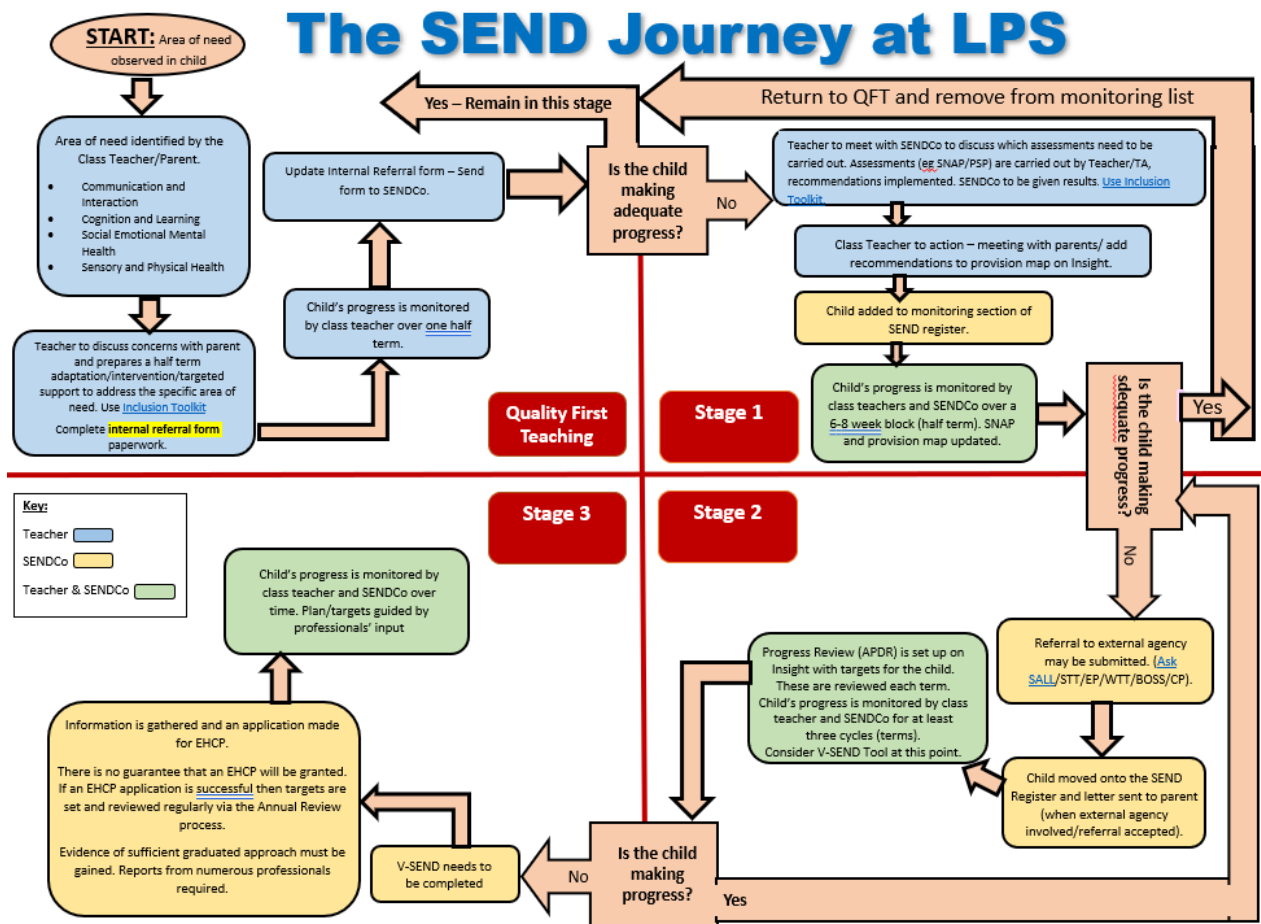 The SEND Journey at LPS
START: Area of need
observed in child
Area of need identified by the
Class Teacher/Parent.
• Communication and
Interaction
• Cognition and Learning
• Social Emotional Mental
Health
• Sensory and Physical Health
Teacher to discuss concerns with parent
and prepares a half term
adaptation/intervention/targeted
support to address the specific area of
need. Use Inclusion Toolkit
Complete internal referral form
paperwork.
Child's progress is monitored
by class teacher over one half
term.
Update Internal Referral form – Send
form to SENDCo.
Is the child
making
adequate
progress?
Yes – Remain in this stage
No
Quality First
Teaching
Return to QFT and remove from monitoring list
Teacher to meet with SENDCo to discuss which assessments need to be
carried out. Assessments (eg SNAP/PSP) are carried out by Teacher/TA,
recommendations implemented. SENDCo to be given results. Use Inclusion
Toolkit.
Class Teacher to action – meeting with parents/ add
recommendations to provision map on Insight.
Child added to monitoring section of
SEND register.
Child's progress is monitored by
class teachers and SENDCo over a
6-8 week block (half term). SNAP
and provision map updated.
Stage 1
Is the child making
sdequate progress?
Yes
No
Stage 2
Referral to external agency
may be submitted. (Ask
SALL/STT/EP/WTT/BOSS/CP).
Child moved onto the SEND
Register and letter sent to parent
(when external agency
involved/referral accepted).
Progress Review (APDR) is set up on
Insight with targets for the child.
These are reviewed each term.
Child's progress is monitored by class
teacher and SENDCo for at least
three cycles (terms).
Consider V-SEND Tool at this point.
Is the child
making
progress?
Yes
No
Stage 3
V-SEND needs to
be completed
Information is gathered and an application made
for EHCP.
There is no guarantee that an EHCP will be granted.
If an EHCP application is successful then targets are
set and reviewed regularly via the Annual Review
process.
Evidence of sufficient graduated approach must be
gained. Reports from numerous professionals
required.
Child's progress is monitored by
class teacher and SENDCo over
time. Plan/targets guided by
professionals' input
Key:
Teacher
SENDCo
Teacher & SENDCo